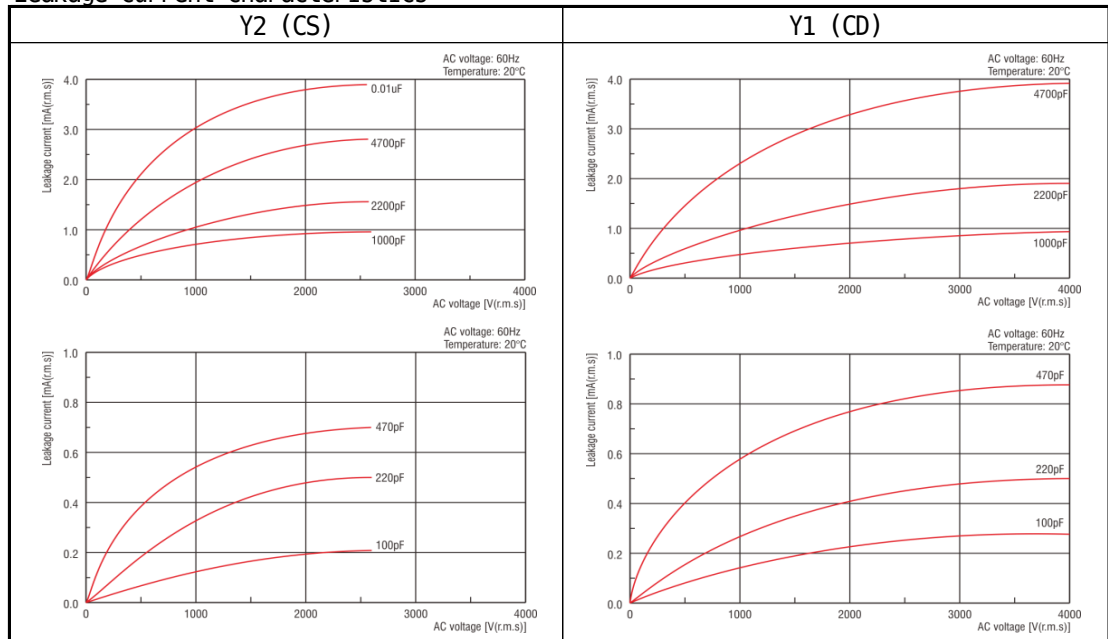 Leakage current characteristics
Y2 (CS)
Y1 (CD)
AC voltage: 60Hz
Temperature: 20°C
Leakage current [mA(r.m.s)]
4.0
3.0
2.0
1.0
0.0
0.01uF
4700pF
2200pF
1000pF
0
1000
2000
3000
4000
AC voltage [V(r.m.s)]
AC voltage: 60Hz
Temperature: 20°C
Leakage current [mA(r.m.s)]
4.0
3.0
2.0
1.0
0.0
4700pF
2200pF
1000pF
0
1000
2000
3000
4000
AC voltage [V(r.m.s)]
AC voltage: 60Hz
Temperature: 20°C
Leakage current [mA(r.m.s)]
1.0
0.8
0.6
0.4
0.2
0.0
470pF
220pF
100pF
0
1000
2000
3000
4000
AC voltage [V(r.m.s)]
AC voltage: 60Hz
Temperature: 20°C
Leakage current [mA(r.m.s)]
1.0
0.8
0.6
0.4
0.2
0.0
470pF
220pF
100pF
0
1000
2000
3000
4000
AC voltage [V(r.m.s)]